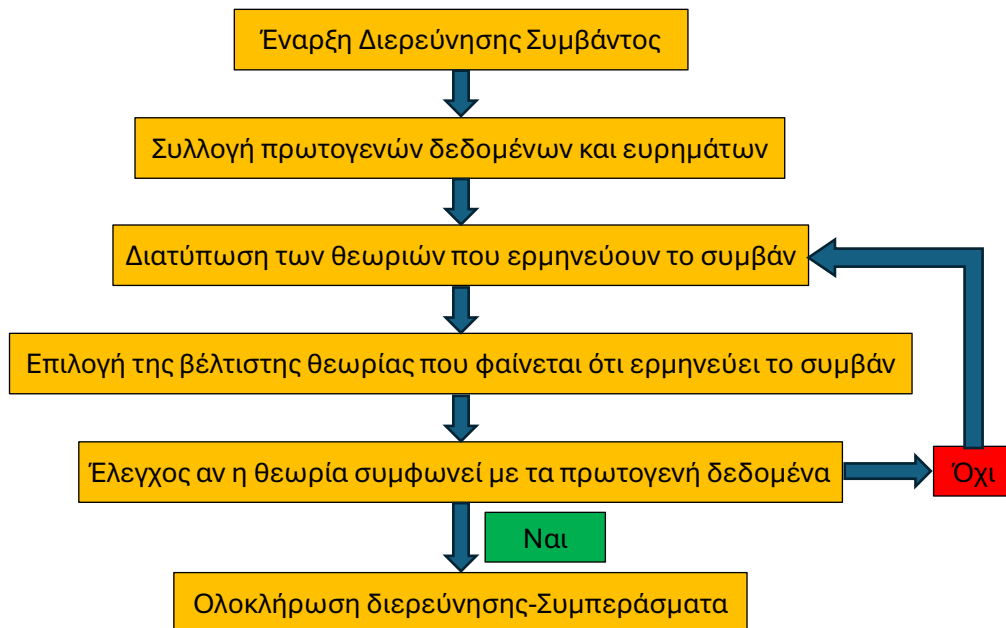 Έναρξη Διερεύνησης Συμβάντος
Συλλογή πρωτογενών δεδομένων και ευρημάτων
Διατύπωση των θεωριών που ερμηνεύουν το συμβάν
Επιλογή της βέλτιστης θεωρίας που φαίνεται ότι ερμηνεύει το συμβάν
Έλεγχος αν η θεωρία συμφωνεί με τα πρωτογενή δεδομένα
Όχι
Ναι
Ολοκλήρωση διερεύνησης-Συμπεράσματα